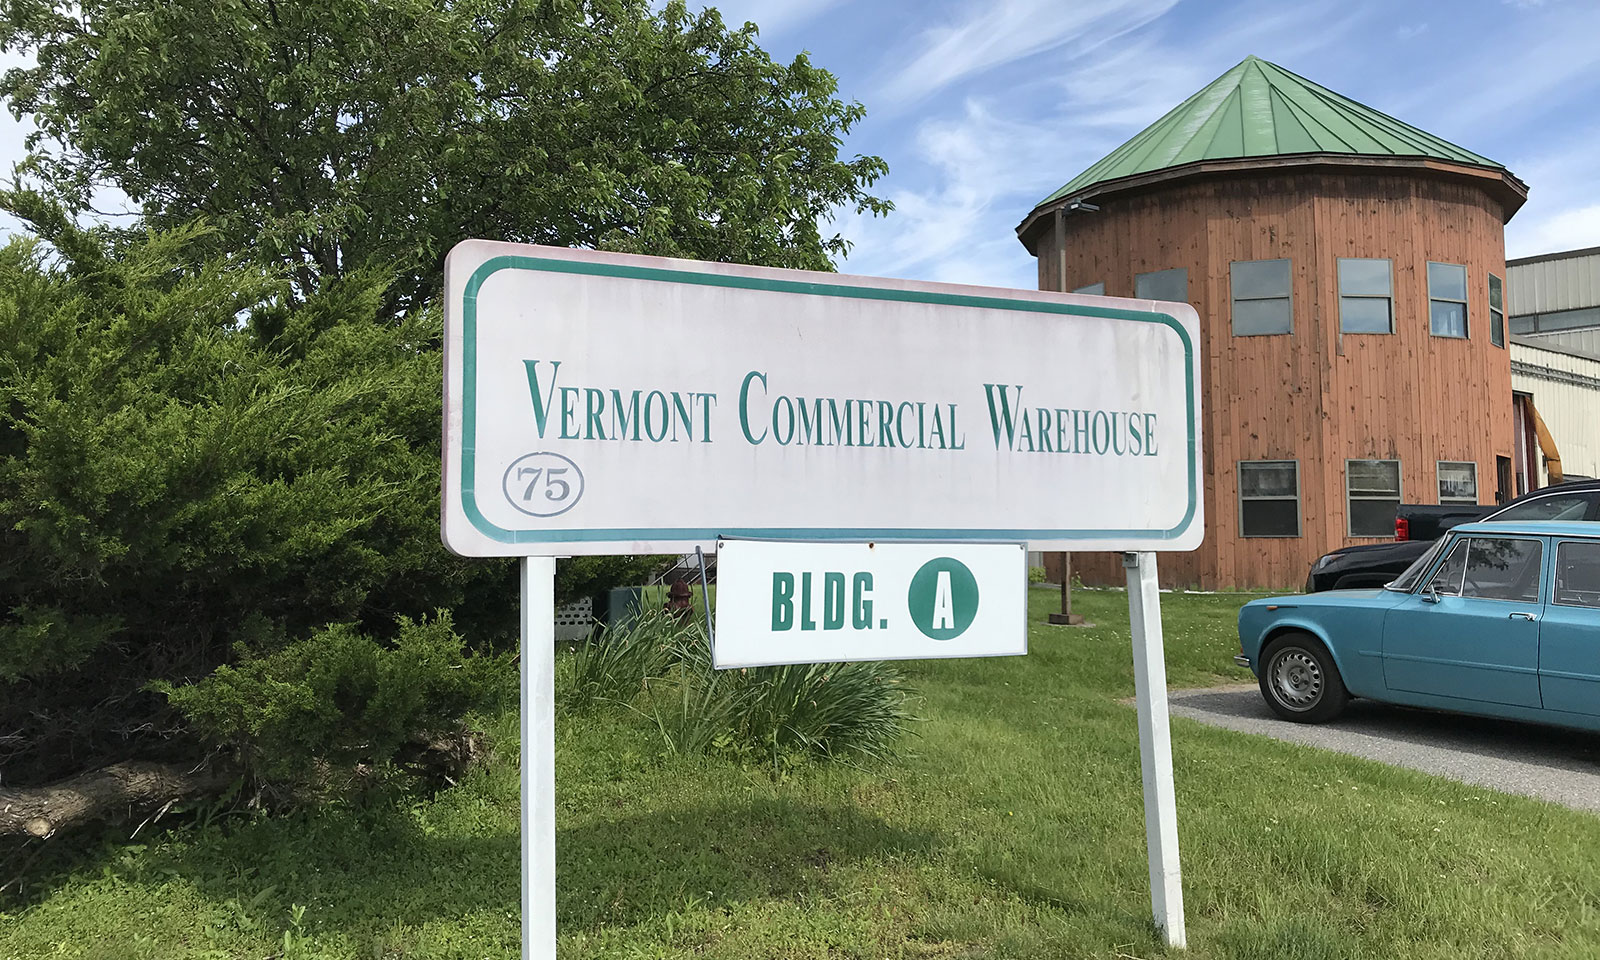 VERMONT COMMERCIAL WAREHOUSE
75
BLDG. A